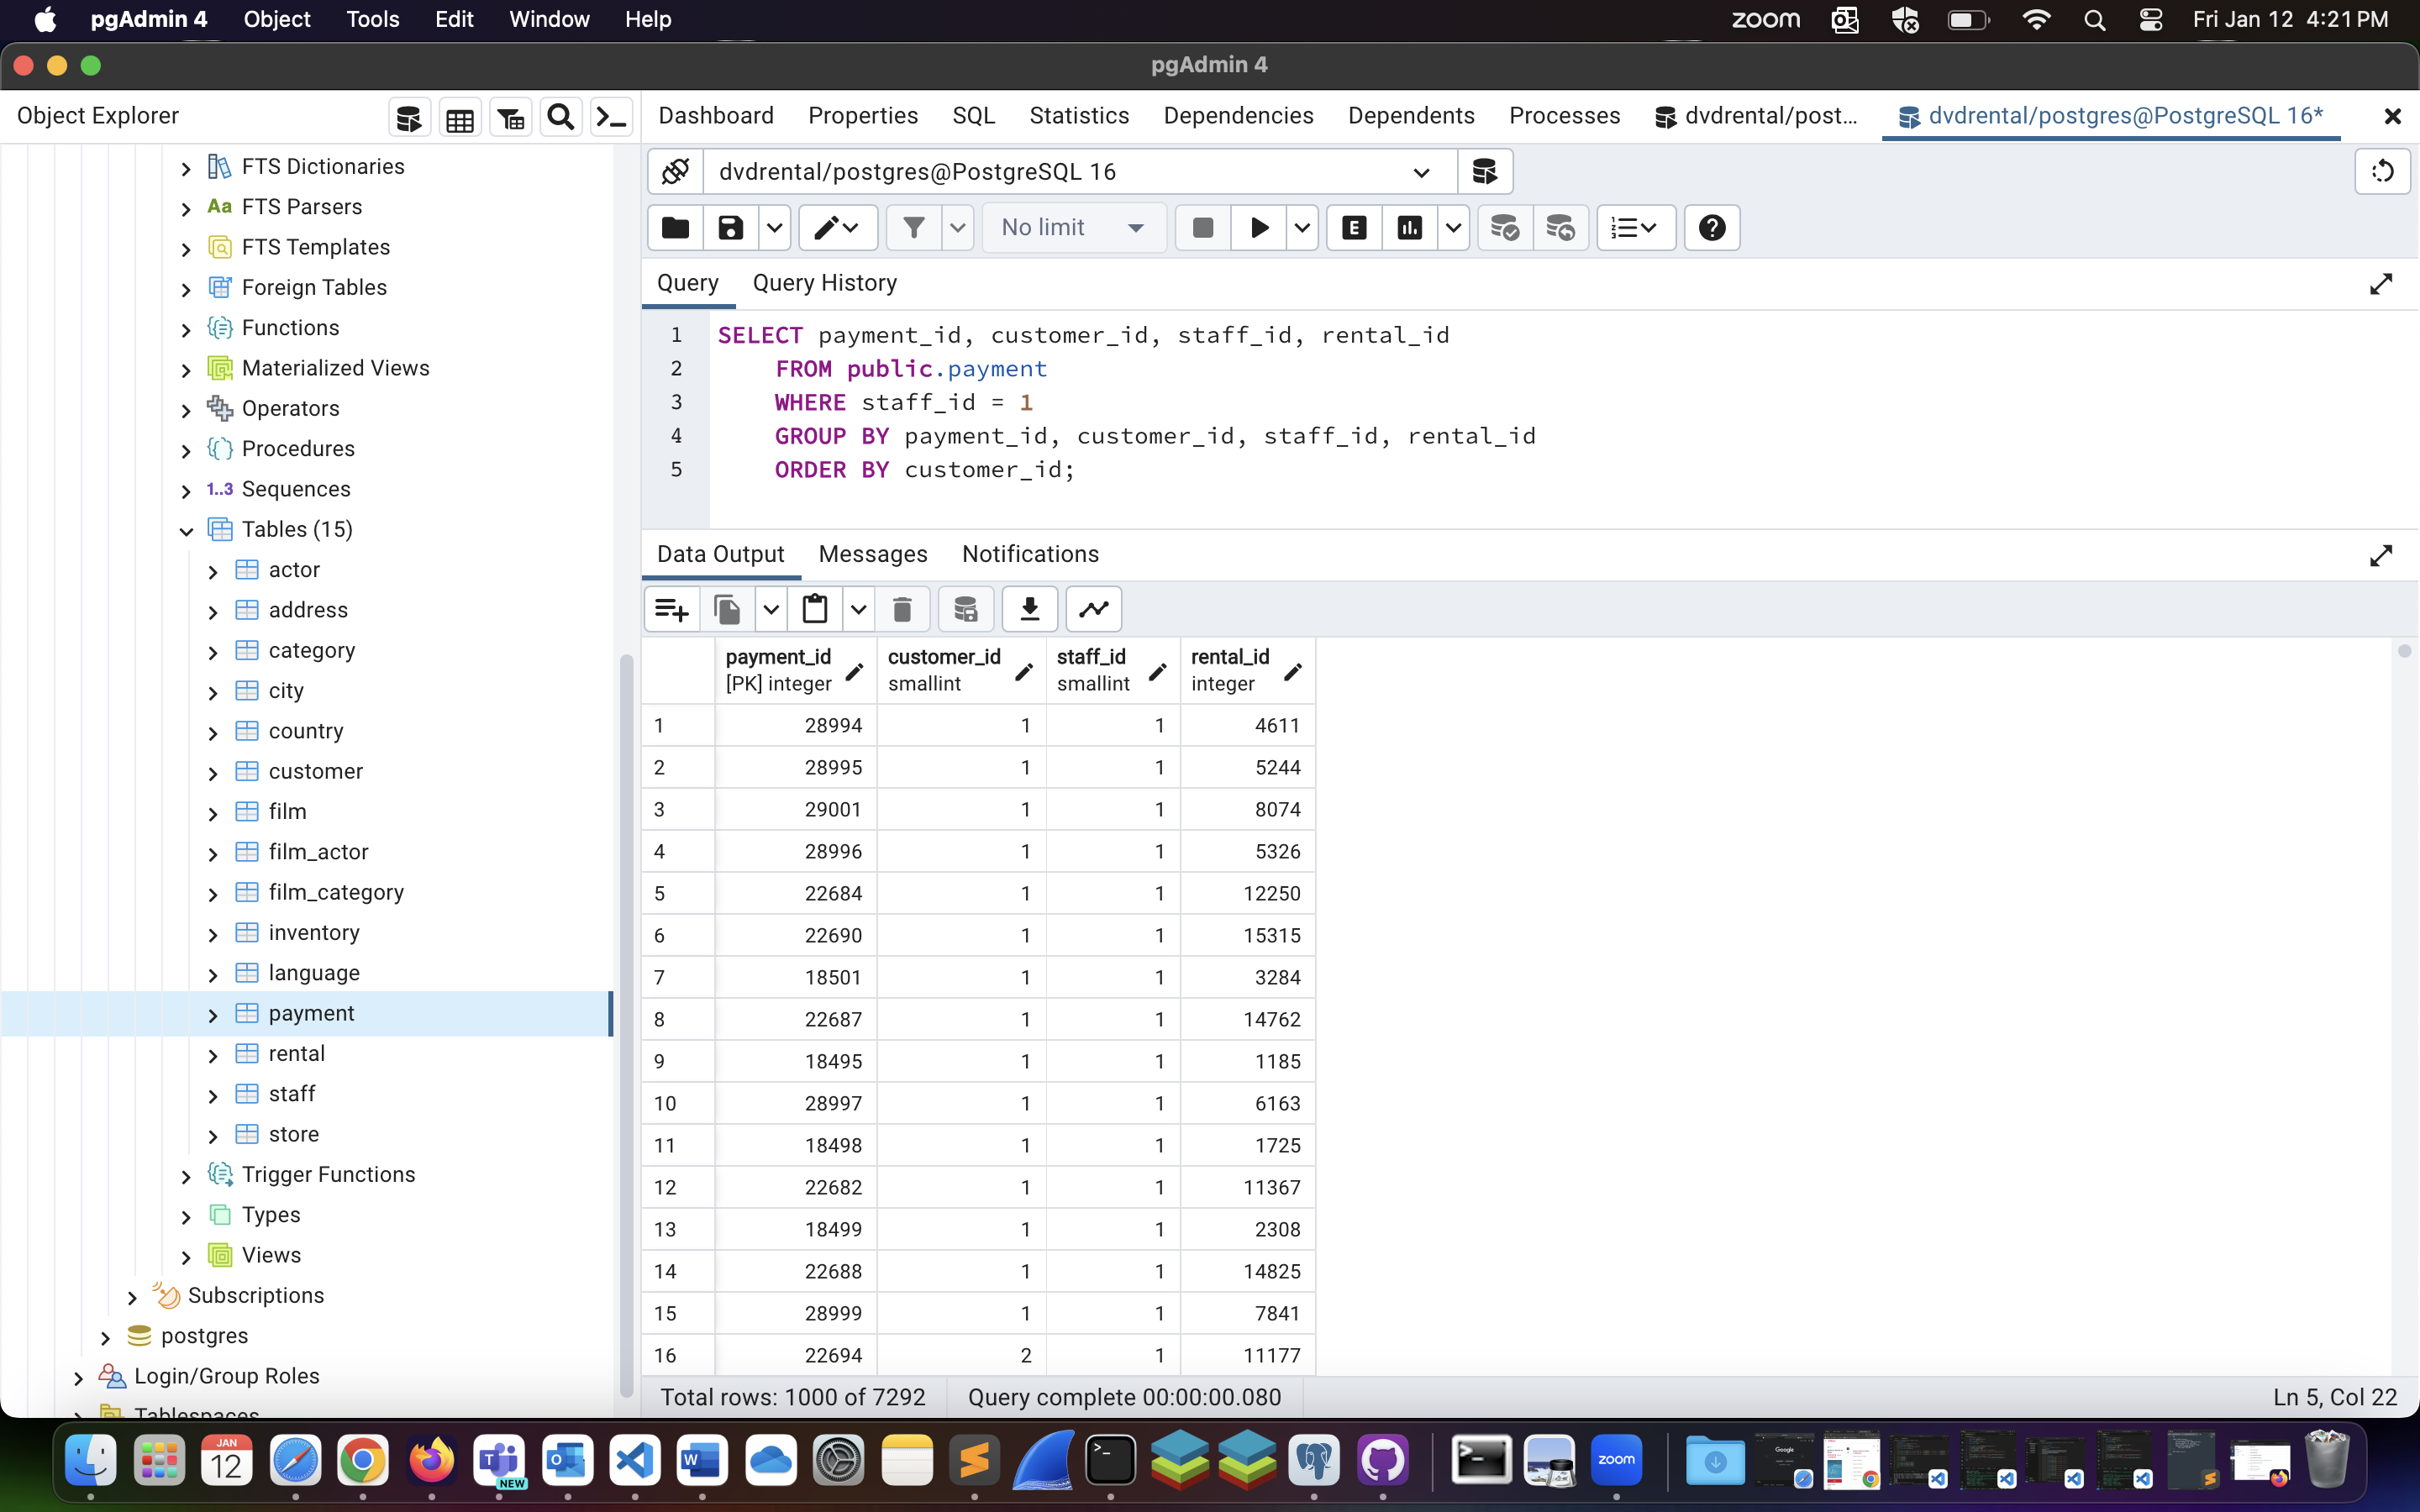 pgAdmin 4 Object Tools Edit Window Help zoom Fri Jan 12 4:21 PM
pgAdmin 4
Object Explorer
Dashboard Properties SQL Statistics Dependencies Dependents Processes dvdrental/post... dvdrental/postgres@PostgreSQL 16*
FTS Dictionaries
Aa FTS Parsers
FTS Templates
Foreign Tables
Functions
Materialized Views
Operators
Procedures
1..3 Sequences
Tables (15)
actor
address
category
city
country
customer
film
film_actor
film_category
inventory
language
payment
rental
staff
store
Trigger Functions
Types
Views
Subscriptions
postgres
Login/Group Roles
Tablespaces
dvdrental/postgres@PostgreSQL 16
No limit
E
Query Query History
1 SELECT payment_id, customer_id, staff_id, rental_id
2 FROM public.payment
3 WHERE staff_id = 1
4 GROUP BY payment_id, customer_id, staff_id, rental_id
5 ORDER BY customer_id;
Data Output Messages Notifications
payment_id customer_id staff_id rental_id
[PK] integer smallint smallint integer
1 28994 1 1 4611
2 28995 1 1 5244
3 29001 1 1 8074
4 28996 1 1 5326
5 22684 1 1 12250
6 22690 1 1 15315
7 18501 1 1 3284
8 22687 1 1 14762
9 18495 1 1 1185
10 28997 1 1 6163
11 18498 1 1 1725
12 22682 1 1 11367
13 18499 1 1 2308
14 22688 1 1 14825
15 28999 1 1 7841
16 22694 2 1 11177
Total rows: 1000 of 7292 Query complete 00:00:00.080 Ln 5, Col 22
JAN
12
NEW
zoom